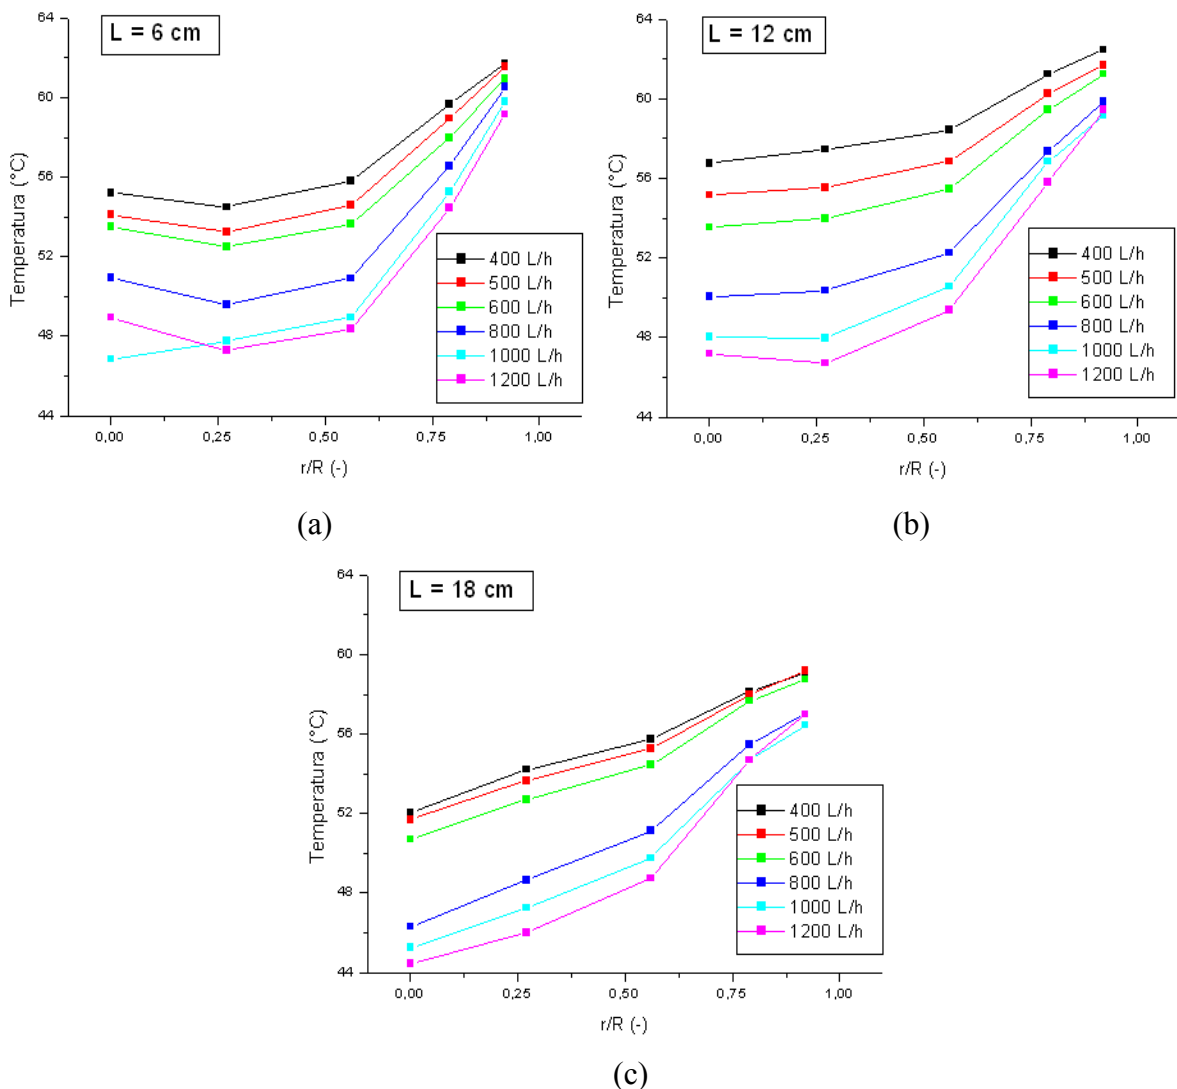 L = 6 cm
64
60
56
52
48
44
Temperatura (°C)
400 L/h
500 L/h
600 L/h
800 L/h
1000 L/h
1200 L/h
0,00 0,25 0,50 0,75 1,00
r/R (-)
(a)
L = 12 cm
64
60
56
52
48
44
Temperatura (°C)
400 L/h
500 L/h
600 L/h
800 L/h
1000 L/h
1200 L/h
0,00 0,25 0,50 0,75 1,00
r/R (-)
(b)
L = 18 cm
64
60
56
52
48
44
Temperatura (°C)
400 L/h
500 L/h
600 L/h
800 L/h
1000 L/h
1200 L/h
0,00 0,25 0,50 0,75 1,00
r/R (-)
(c)